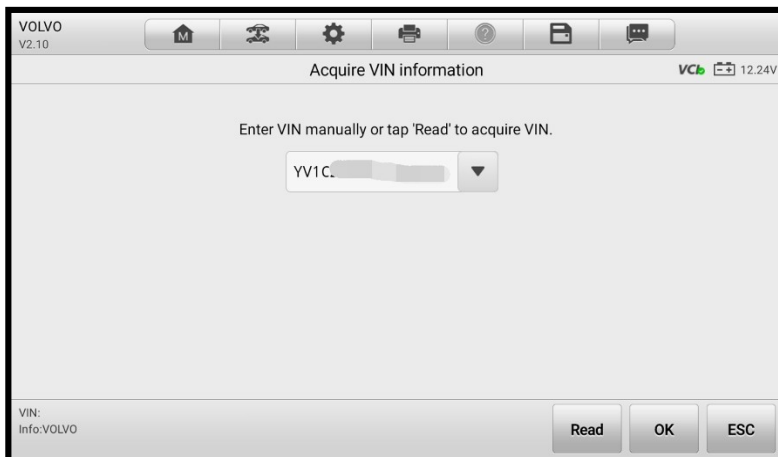 VOLVO
V2.10
M
Acquire VIN information
VCI 12.24V
Enter VIN manually or tap 'Read' to acquire VIN.
YV1C
VIN:
Info:VOLVO
Read OK ESC